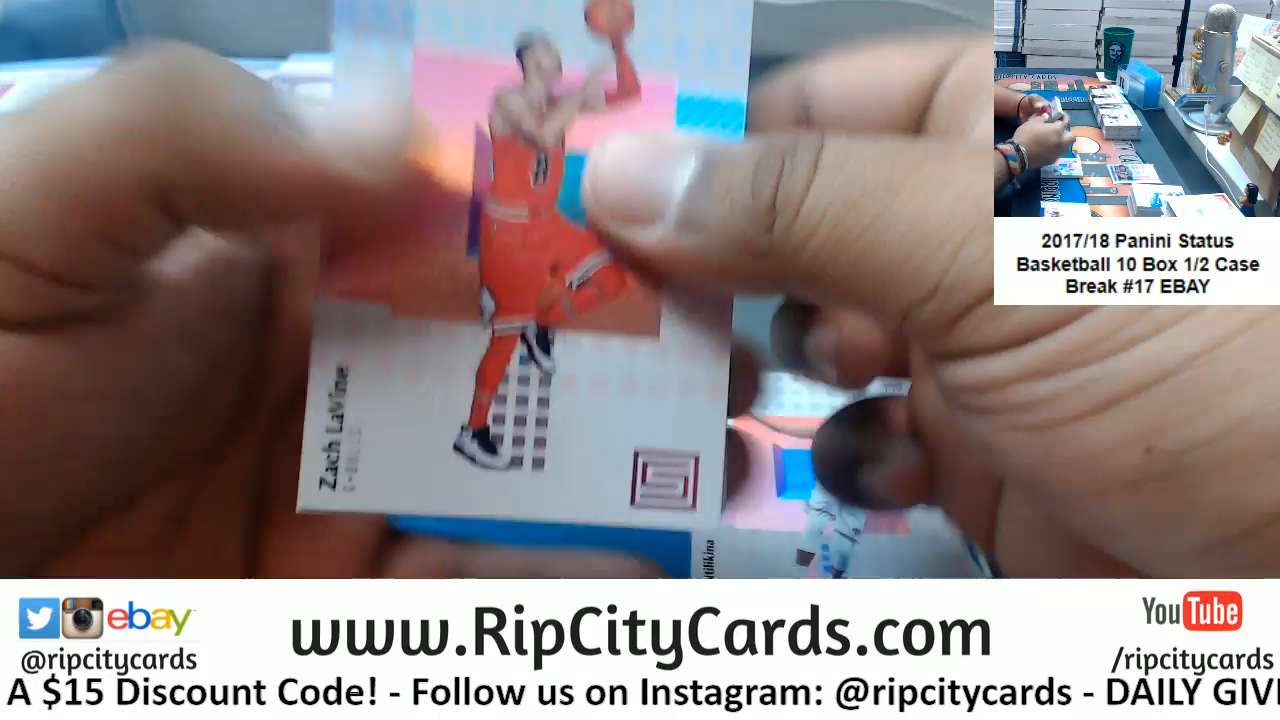 Zach LaVine
2017/18 Panini Status
Basketball 10 Box 1/2 Case
Break #17 EBAY
ebay
@ripcitycards
www.RipCityCards.com
YouTube
/ripcitycards
A $15 Discount Code! - Follow us on Instagram: @ripcitycards - DAILY GIV